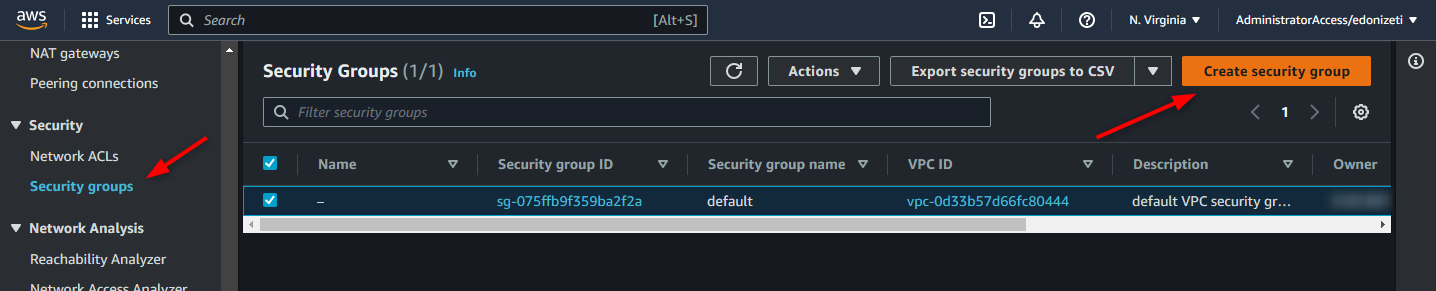 aws Services Search [Alt+S] N. Virginia AdministratorAccess/edonizeti
NAT gateways
Peering connections
Security
Network ACLs
Security groups
Network Analysis
Reachability Analyzer
Network Access Analyzer
Security Groups (1/1) Info Actions Export security groups to CSV Create security group
Filter security groups 1
Name Security group ID Security group name VPC ID Description Owner
– sg-075ffb9f359ba2f2a default vpc-0d33b57d66fc80444 default VPC security gr...